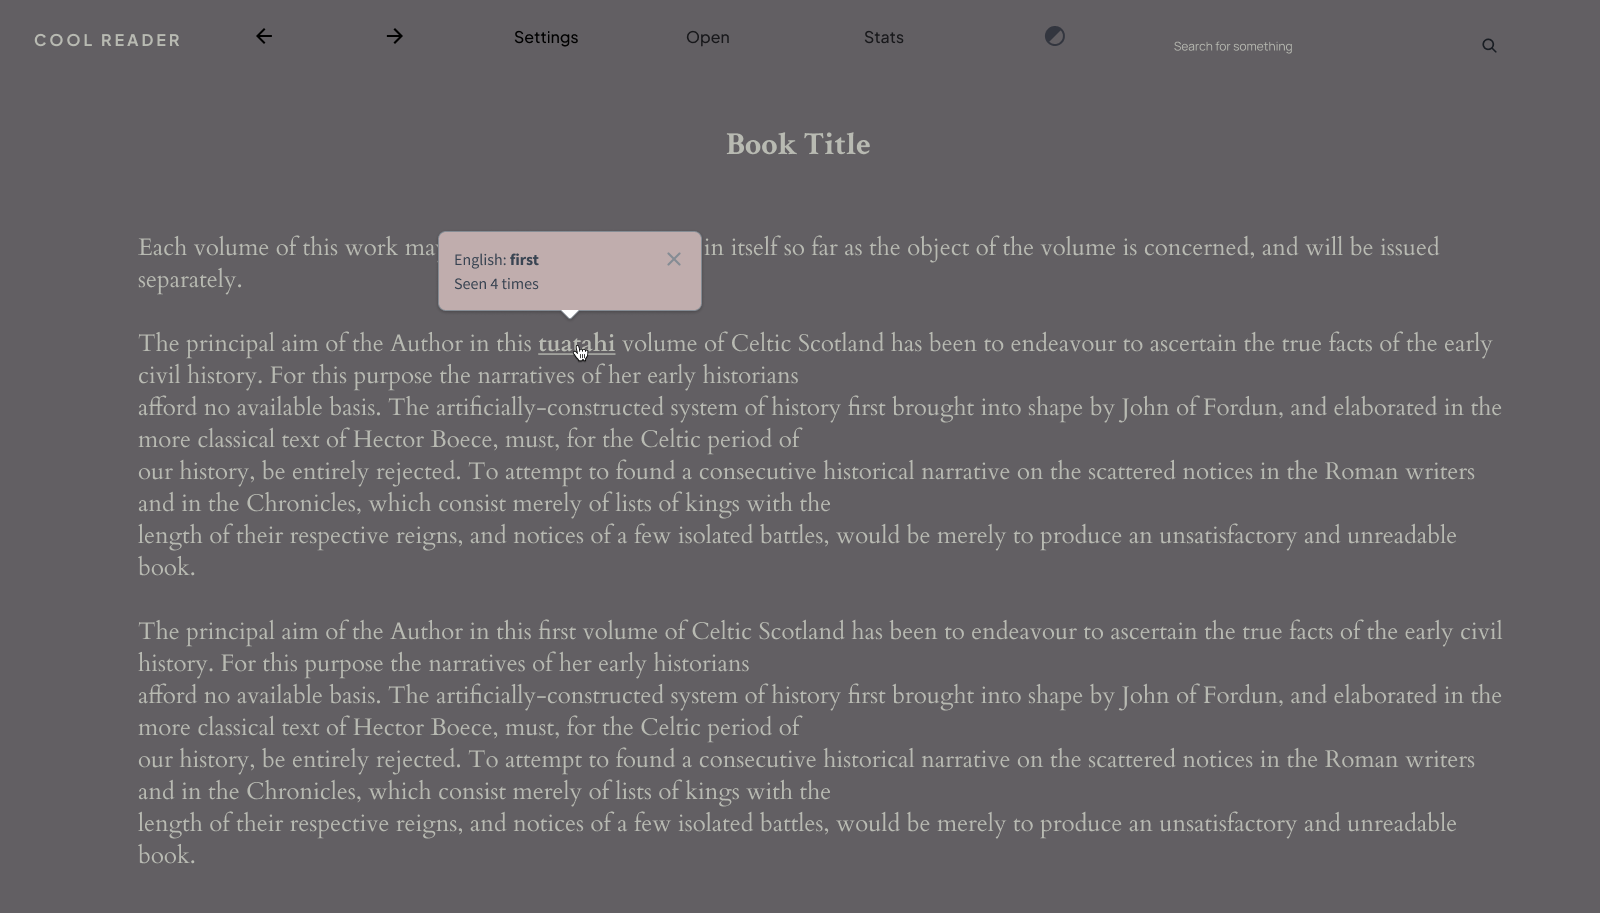 COOL READER
Settings
Open
Stats
Search for something
Book Title
Each volume of this work may in itself so far as the object of the volume is concerned, and will be issued
separately.
English: first
Seen 4 times
The principal aim of the Author in this tuatahi volume of Celtic Scotland has been to endeavour to ascertain the true facts of the early
civil history. For this purpose the narratives of her early historians
afford no available basis. The artificially-constructed system of history first brought into shape by John of Fordun, and elaborated in the
more classical text of Hector Boece, must, for the Celtic period of
our history, be entirely rejected. To attempt to found a consecutive historical narrative on the scattered notices in the Roman writers
and in the Chronicles, which consist merely of lists of kings with the
length of their respective reigns, and notices of a few isolated battles, would be merely to produce an unsatisfactory and unreadable
book.
The principal aim of the Author in this first volume of Celtic Scotland has been to endeavour to ascertain the true facts of the early civil
history. For this purpose the narratives of her early historians
afford no available basis. The artificially-constructed system of history first brought into shape by John of Fordun, and elaborated in the
more classical text of Hector Boece, must, for the Celtic period of
our history, be entirely rejected. To attempt to found a consecutive historical narrative on the scattered notices in the Roman writers
and in the Chronicles, which consist merely of lists of kings with the
length of their respective reigns, and notices of a few isolated battles, would be merely to produce an unsatisfactory and unreadable
book.